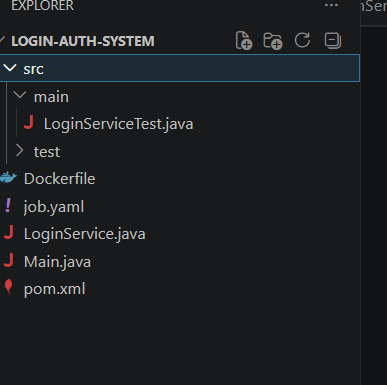 EXPLORER
LOGIN-AUTH-SYSTEM
src
main
J LoginServiceTest.java
test
Dockerfile
! job.yaml
J LoginService.java
J Main.java
pom.xml